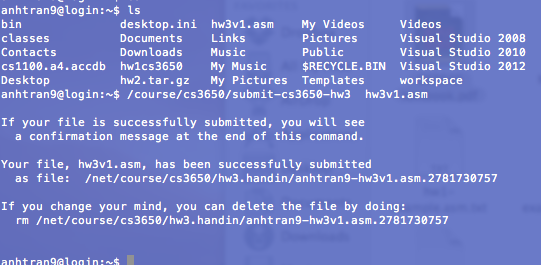 anhtran9@login:~$ ls
bin desktop.ini hw3v1.asm My Videos Videos
classes Documents Links Pictures Visual Studio 2008
Contacts Downloads Music Public Visual Studio 2010
cs1100.a4.accdb hw1cs3650 My Music $RECYCLE.BIN Visual Studio 2012
Desktop hw2.tar.gz My Pictures Templates workspace
anhtran9@login:~$ /course/cs3650/submit-cs3650-hw3 hw3v1.asm
If your file is successfully submitted, you will see
a confirmation message at the end of this command.
Your file, hw3v1.asm, has been successfully submitted
as file: /net/course/cs3650/hw3.handin/anhtran9-hw3v1.asm.2781730757
If you change your mind, you can delete the file by doing:
rm /net/course/cs3650/hw3.handin/anhtran9-hw3v1.asm.2781730757
anhtran9@login:~$